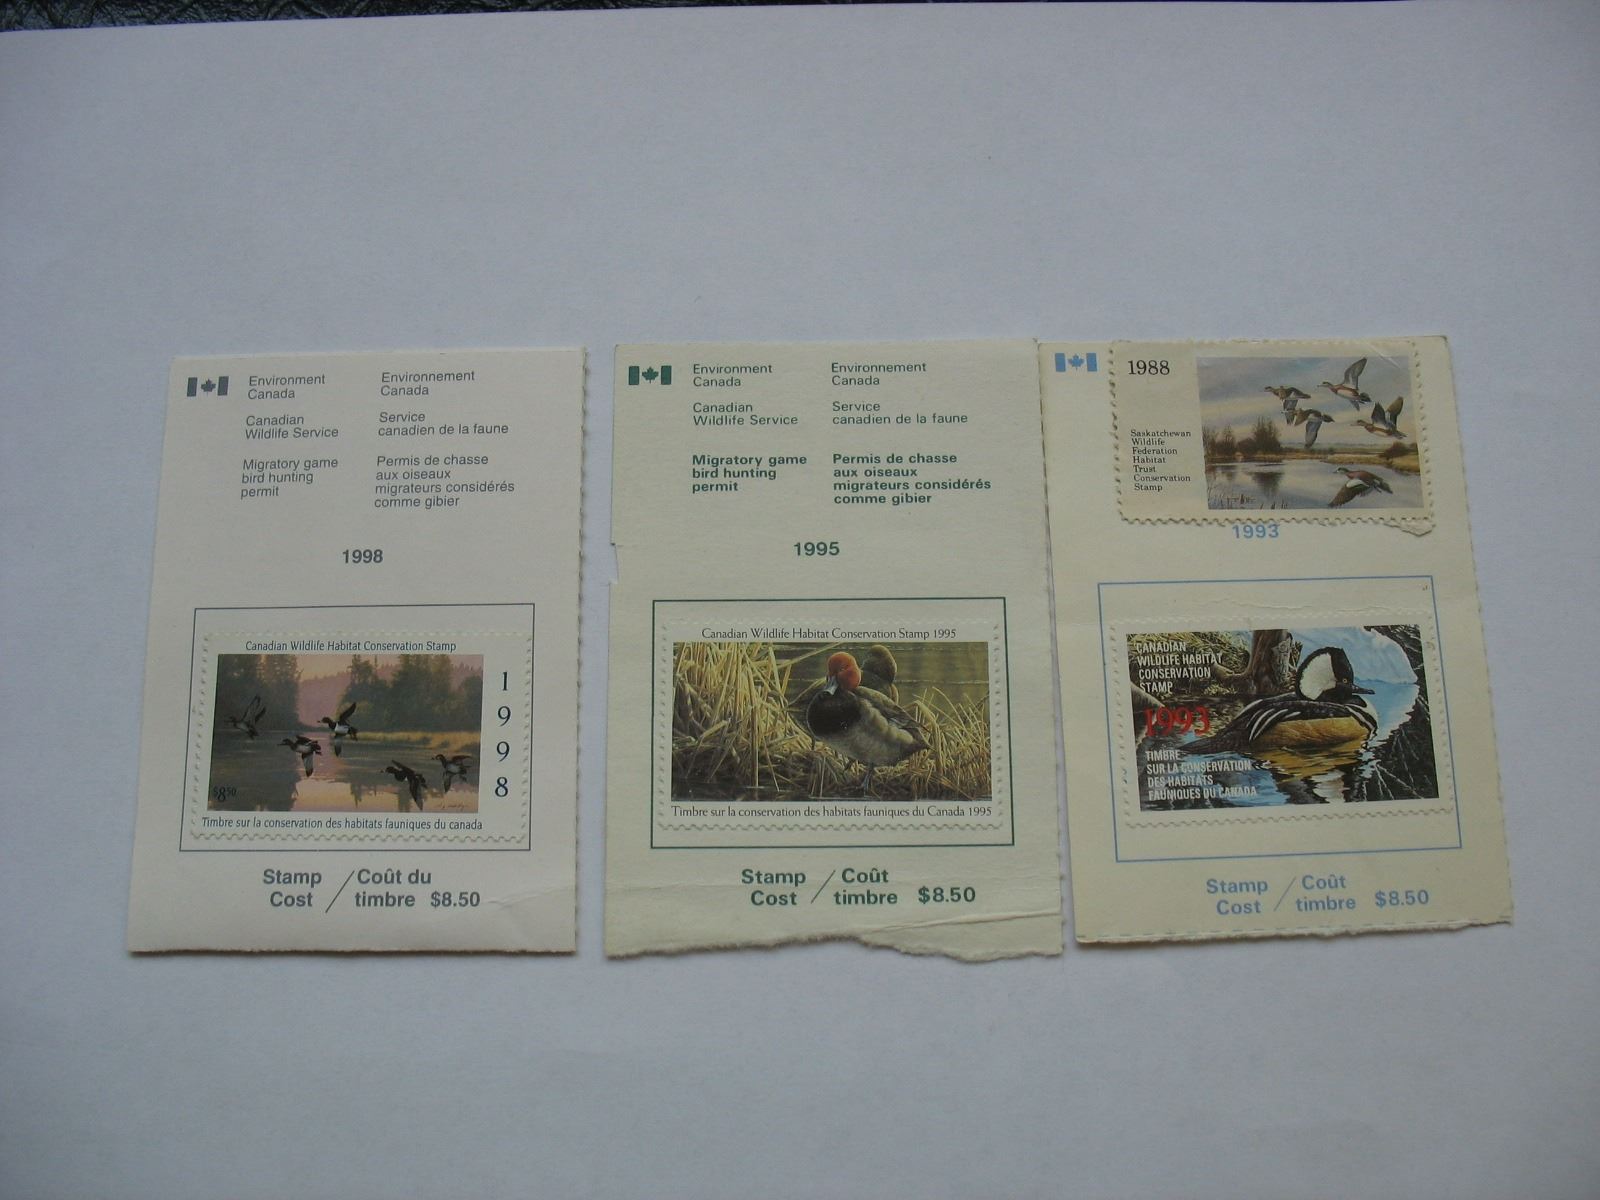 Environment
Canada
Canadian
Wildlife Service
Migratory game
bird hunting
permit
Environnement
Canada
Service
canadien de la faune
Permis de chasse
aux oiseaux
migrateurs considérés
comme gibier
1998
Canadian Wildlife Habitat Conservation Stamp
1
9
9
8
$8.50
Timbre sur la conservation des habitats fauniques du canada
Stamp
Cost
/
Coût du
timbre $8.50
Environment
Canada
Canadian
Wildlife Service
Migratory game
bird hunting
permit
Environnement
Canada
Service
canadien de la faune
Permis de chasse
aux oiseaux
migrateurs considérés
comme gibier
1995
Canadian Wildlife Habitat Conservation Stamp 1995
Timbre sur la conservation des habitats fauniques du Canada 1995
Stamp
Cost
/
Coût
timbre $8.50
1988
Saskatchewan
Wildlife
Federation
Habitat
Trust
Conservation
Stamp
1993
CANADIAN
WILDLIFE HABITAT
CONSERVATION
STAMP
1993
TIMBRE
SUR LA CONSERVATION
DES HABITATS
FAUNIQUES DU CANADA
Stamp
Cost
/
Coût
timbre $8.50